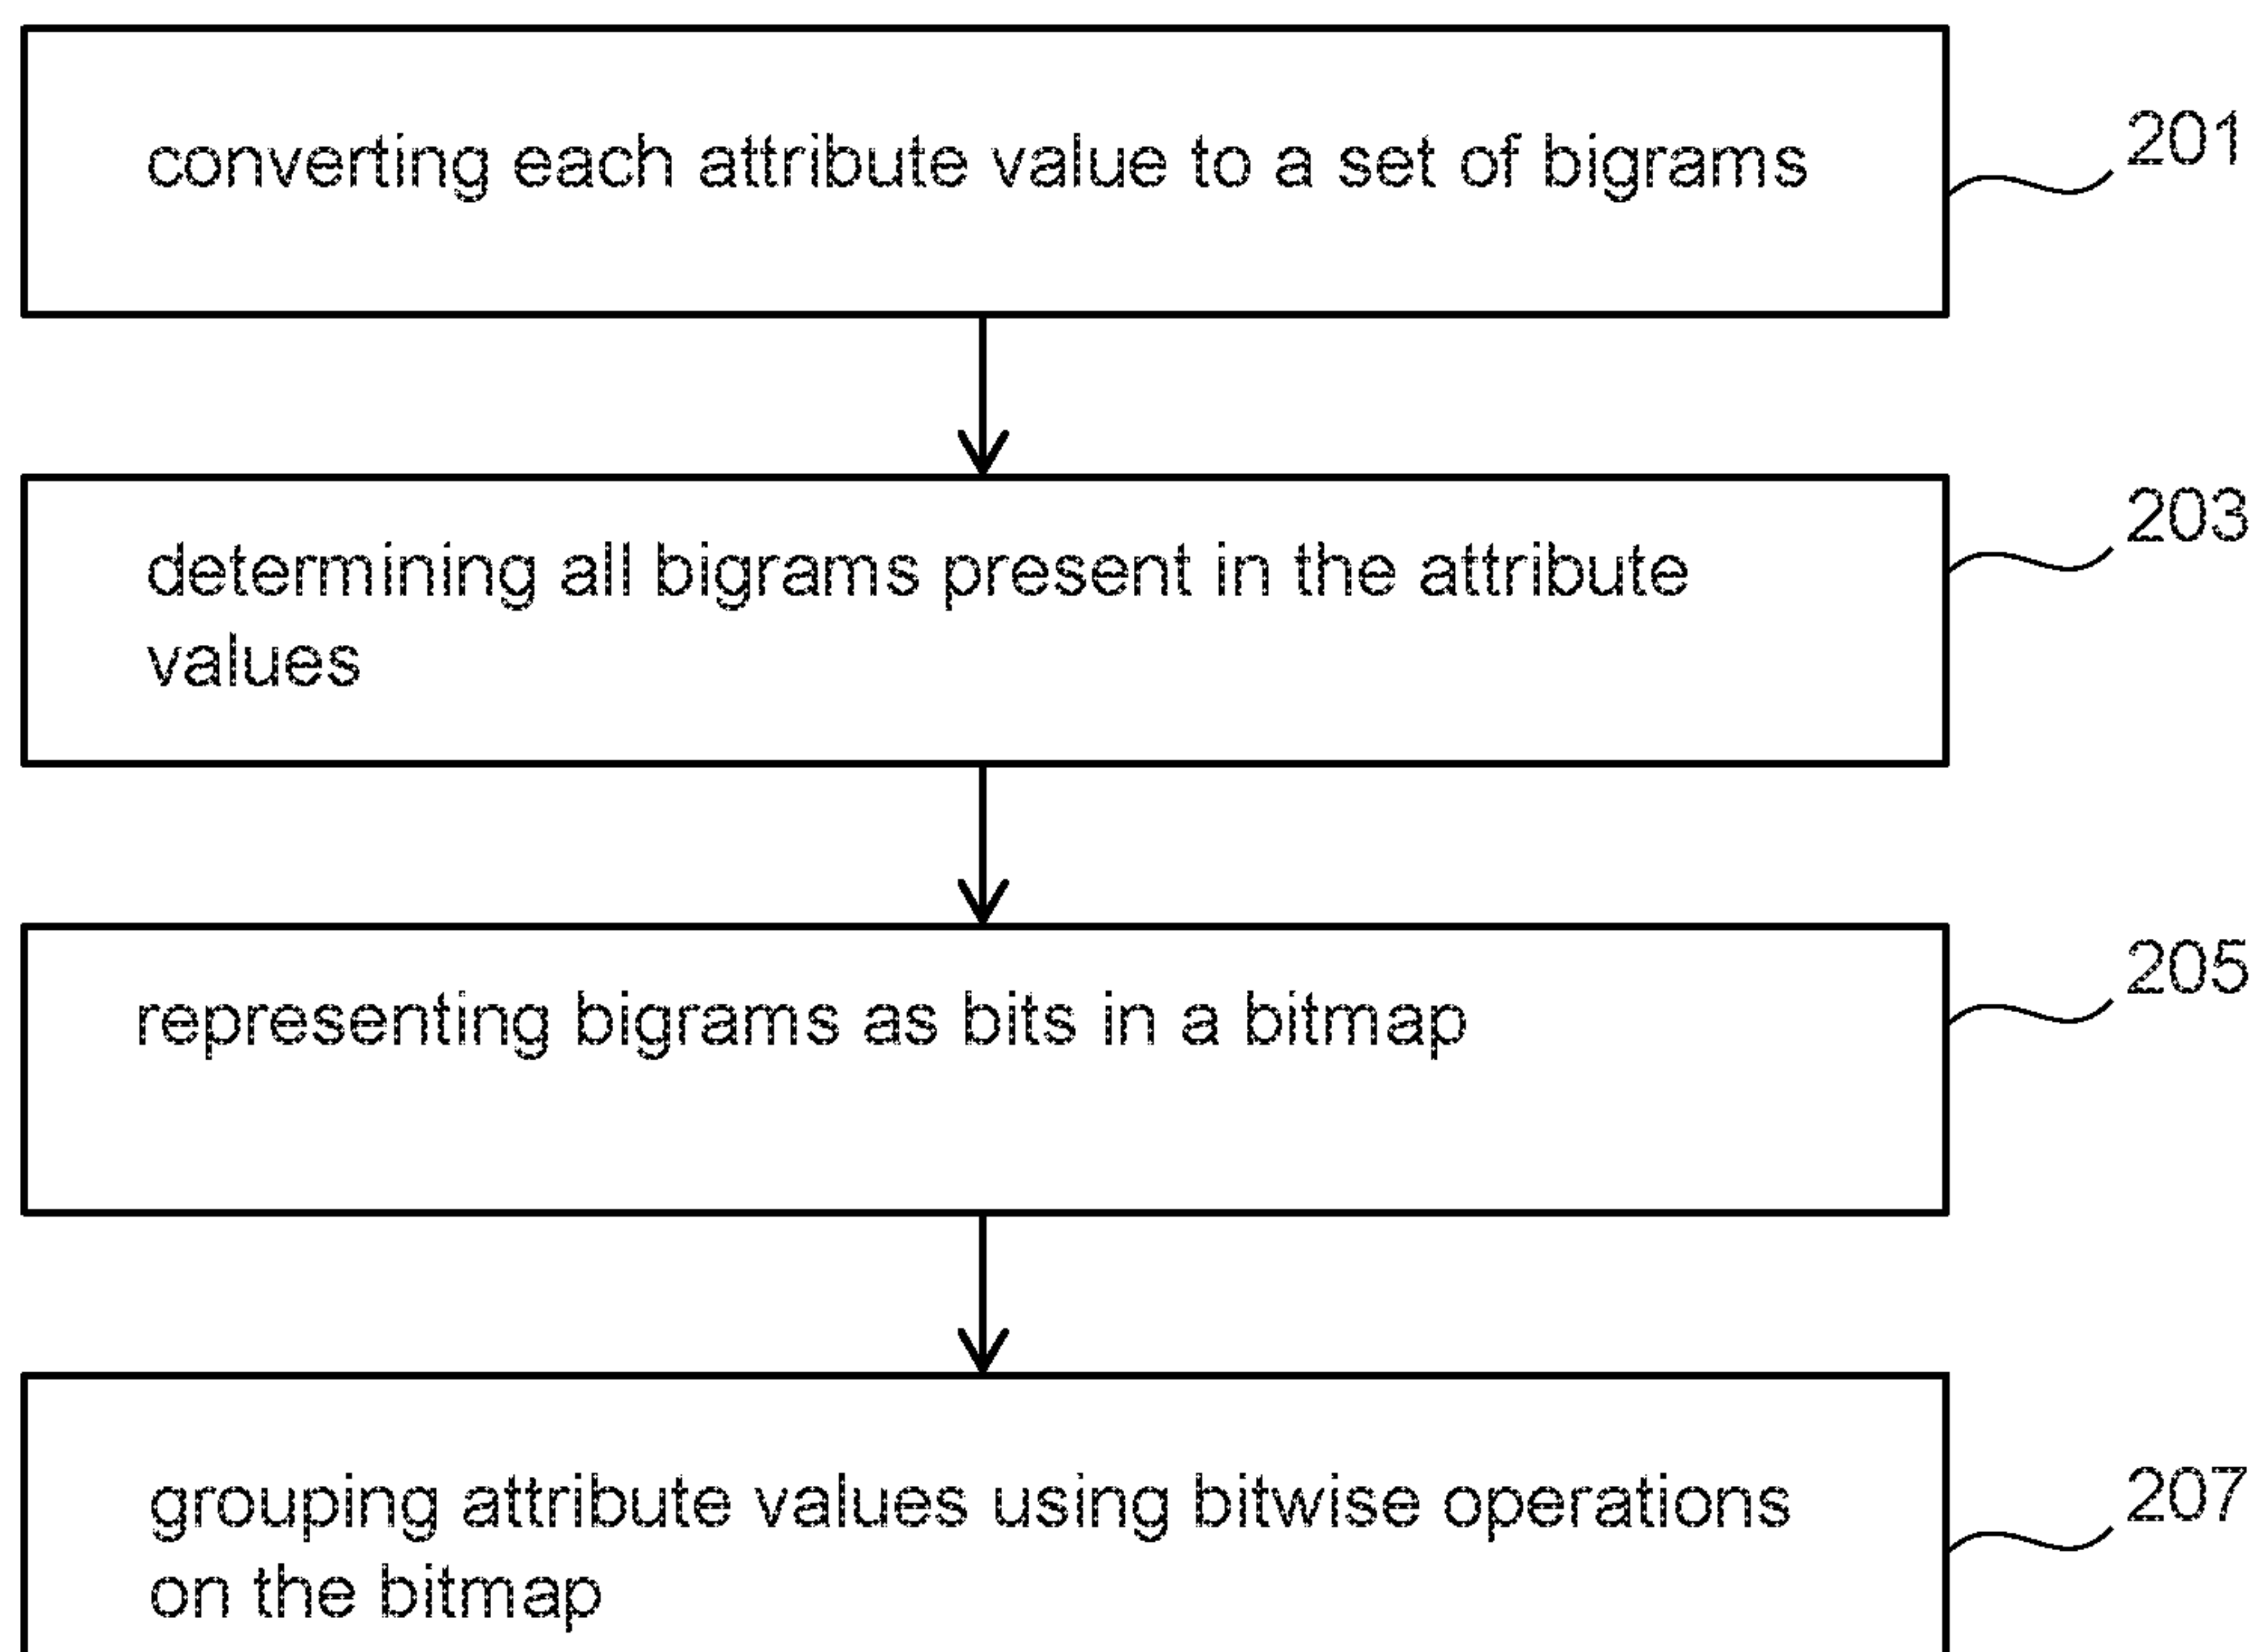 converting each attribute value to a set of bigrams
201
determining all bigrams present in the attribute
values
203
representing bigrams as bits in a bitmap
205
grouping attribute values using bitwise operations
on the bitmap
207